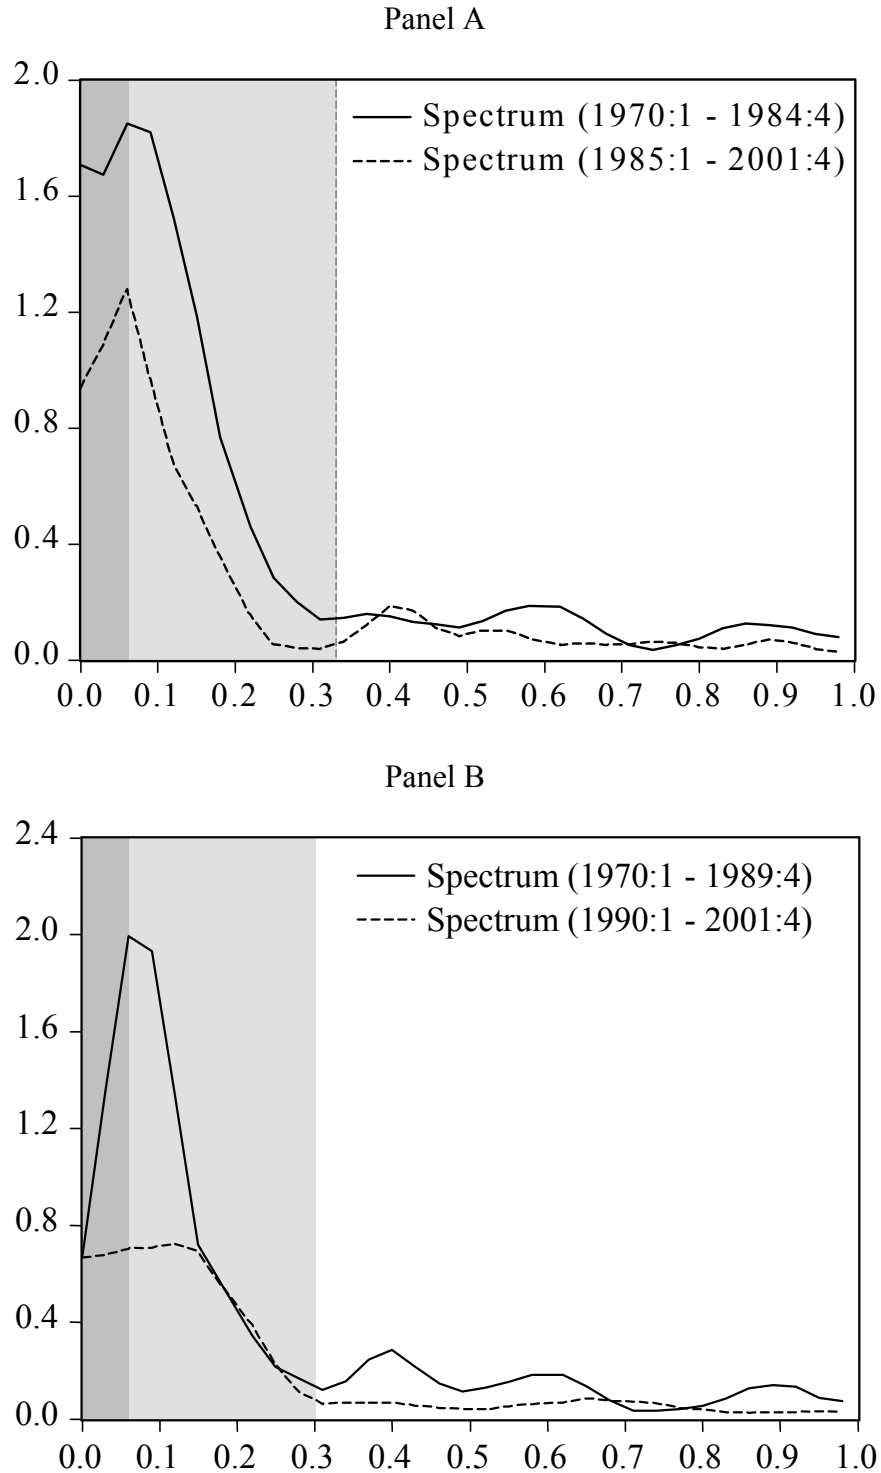 Panel A
2.0
Spectrum (1970:1 - 1984:4)
Spectrum (1985:1 - 2001:4)
1.6
1.2
0.8
0.4
0.0
0.0 0.1 0.2 0.3 0.4 0.5 0.6 0.7 0.8 0.9 1.0
Panel B
2.4
Spectrum (1970:1 - 1989:4)
Spectrum (1990:1 - 2001:4)
2.0
1.6
1.2
0.8
0.4
0.0
0.0 0.1 0.2 0.3 0.4 0.5 0.6 0.7 0.8 0.9 1.0